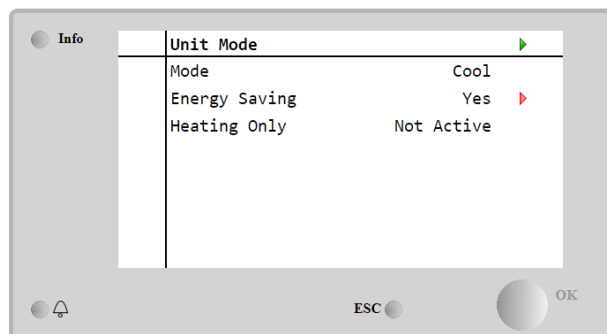 Info
Unit Mode
Mode Cool
Energy Saving Yes
Heating Only Not Active
ESC
OK